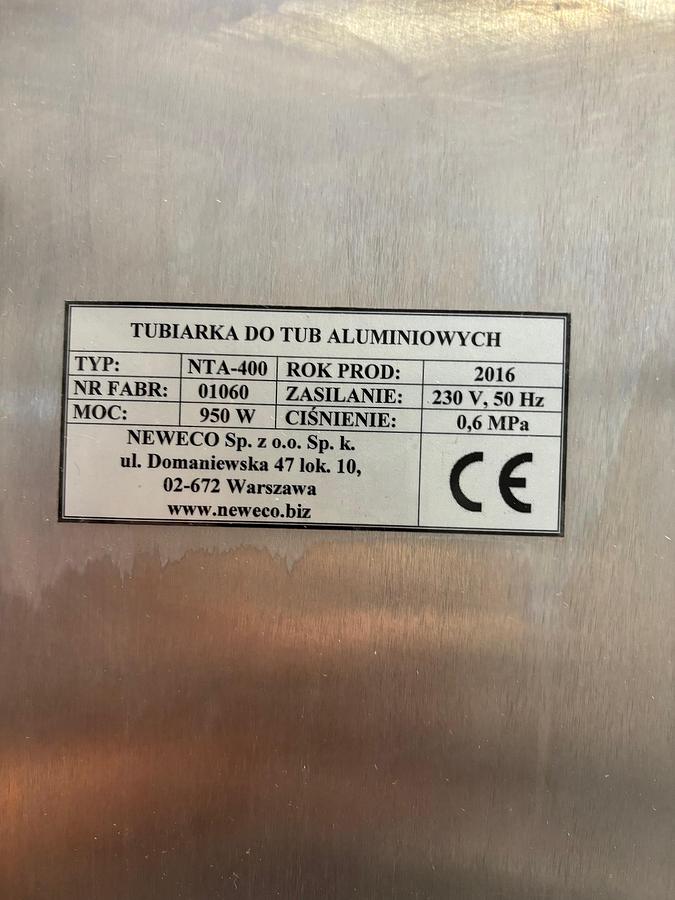 TUBIARKA DO TUB ALUMINIOWYCH
TYP: NTA-400 ROK PROD: 2016
NR FABR: 01060 ZASILANIE: 230 V, 50 Hz
MOC: 950 W CIŚNIENIE: 0,6 MPa
NEWECO Sp. z o.o. Sp. k.
ul. Domaniewska 47 lok. 10,
02-672 Warszawa
www.neweco.biz
CE